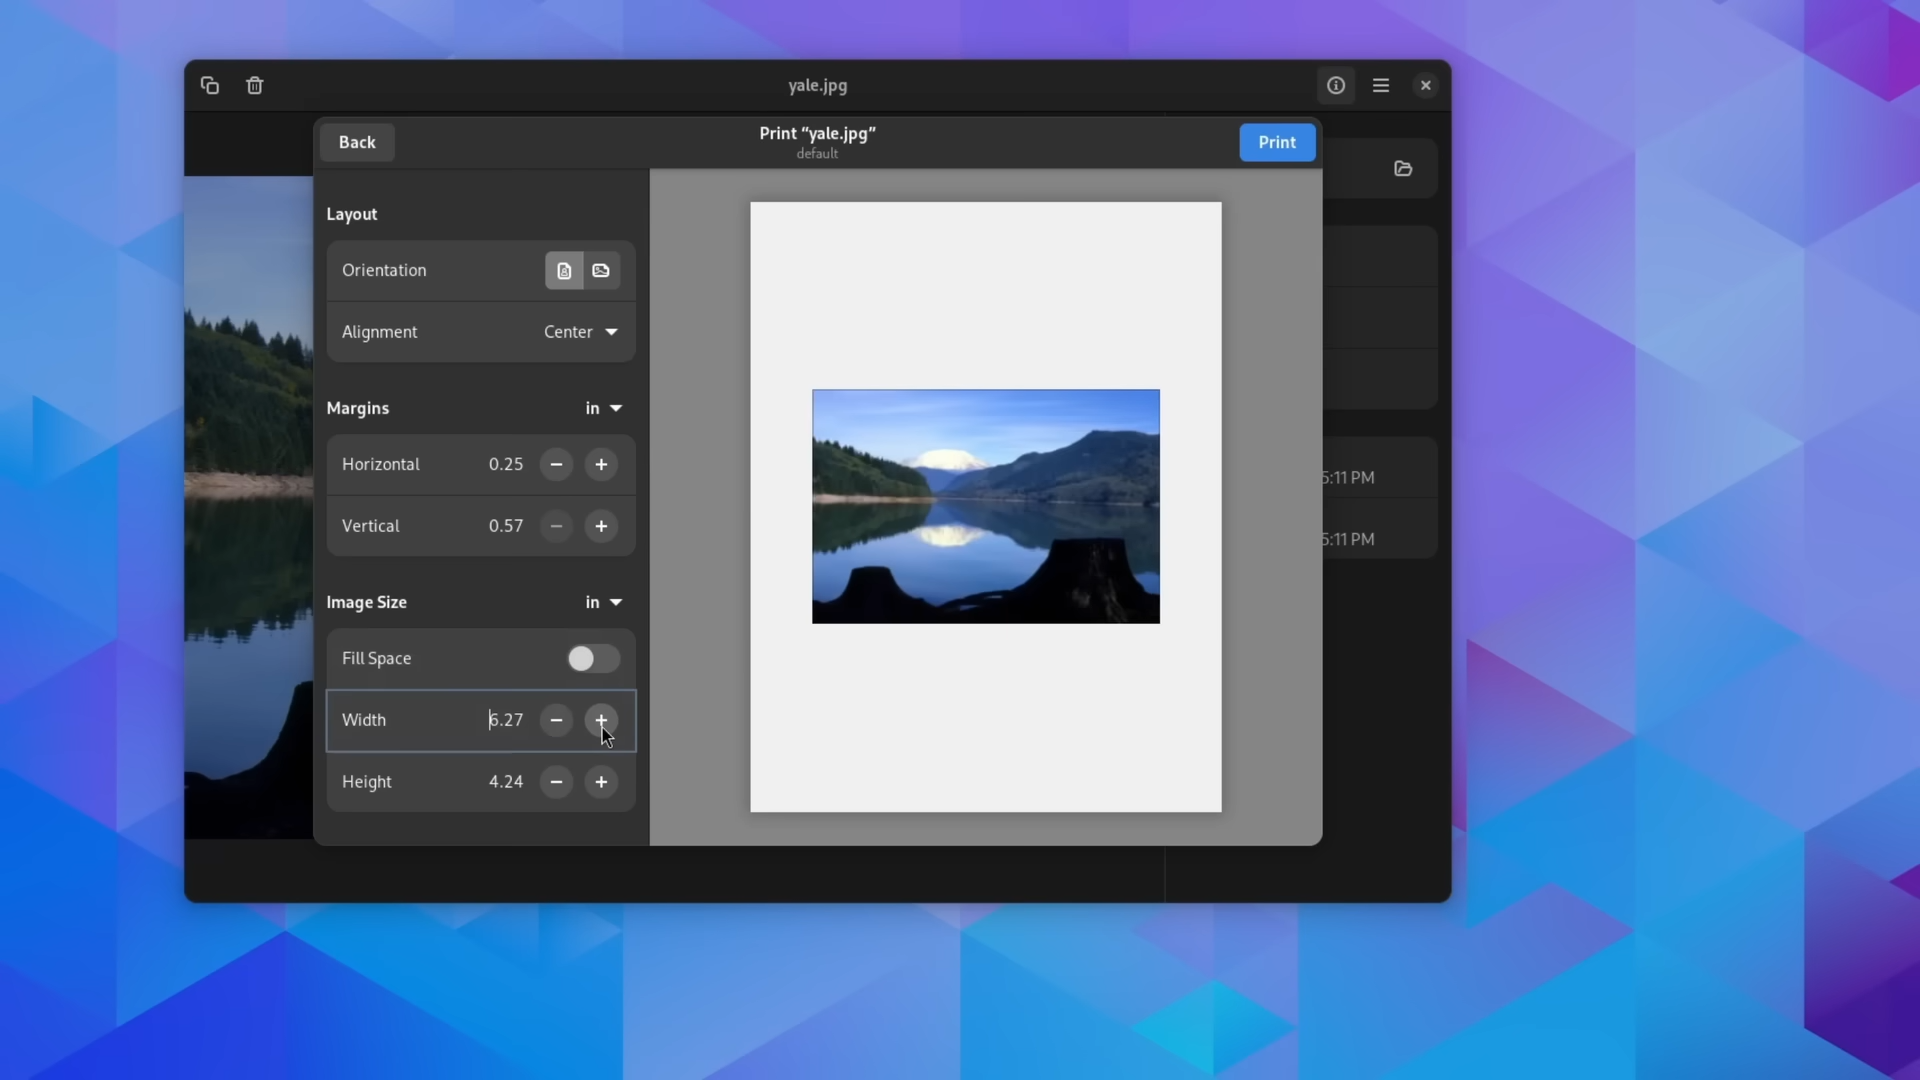 yale.jpg
Back
Print “yale.jpg”
default
Print
Layout
Orientation
Alignment Center
Margins in
Horizontal 0.25
Vertical 0.57
Image Size in
Fill Space
Width 6.27
Height 4.24
5:11 PM
5:11 PM